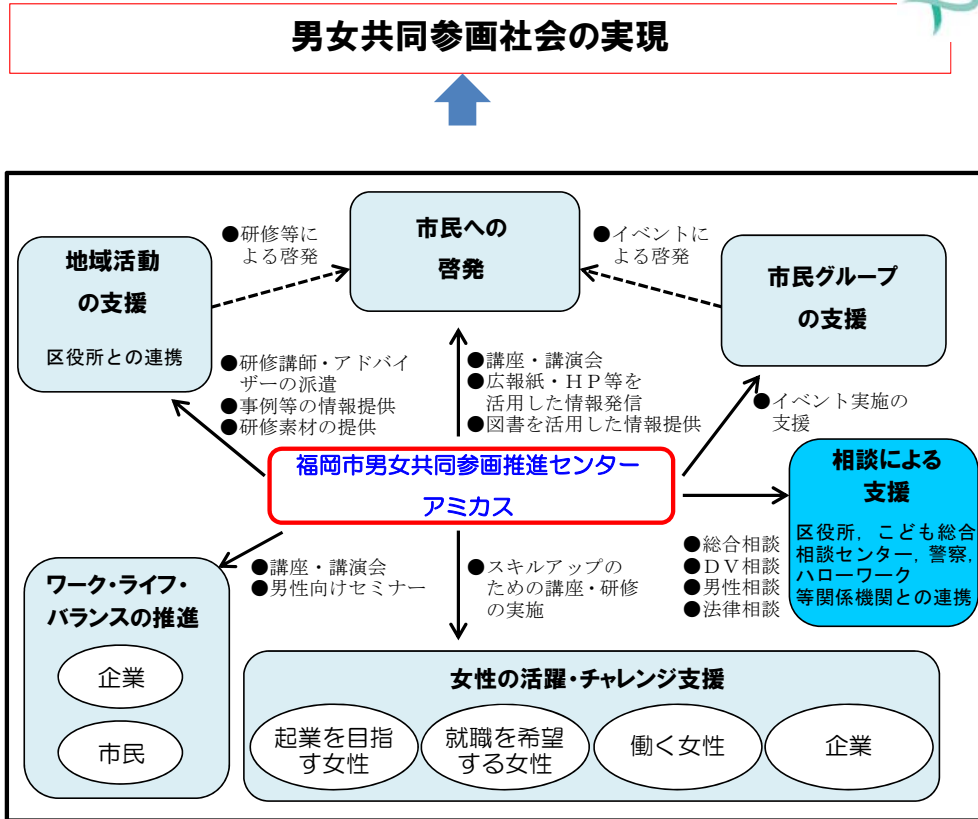 男女共同参画社会の実現
市民への
啓発
●研修等に
よる啓発
●イベントに
よる啓発
地域活動
の支援
区役所との連携
市民グループ
の支援
●研修講師・アドバイ
ザーの派遣
●事例等の情報提供
●研修素材の提供
●講座・講演会
●広報紙・ＨＰ等を
活用した情報発信
●図書を活用した情報提供
●イベント実施の
支援
福岡市男女共同参画推進センター
アミカス
相談による
支援
区役所，こども総合
相談センター，警察，
ハローワーク
等関係機関との連携
●総合相談
●ＤＶ相談
●男性相談
●法律相談
●講座・講演会
●男性向けセミナー
●スキルアップの
ための講座・研修
の実施
ワーク・ライフ・
バランスの推進
企業
市民
女性の活躍・チャレンジ支援
起業を目指
す女性
就職を希望
する女性
働く女性
企業